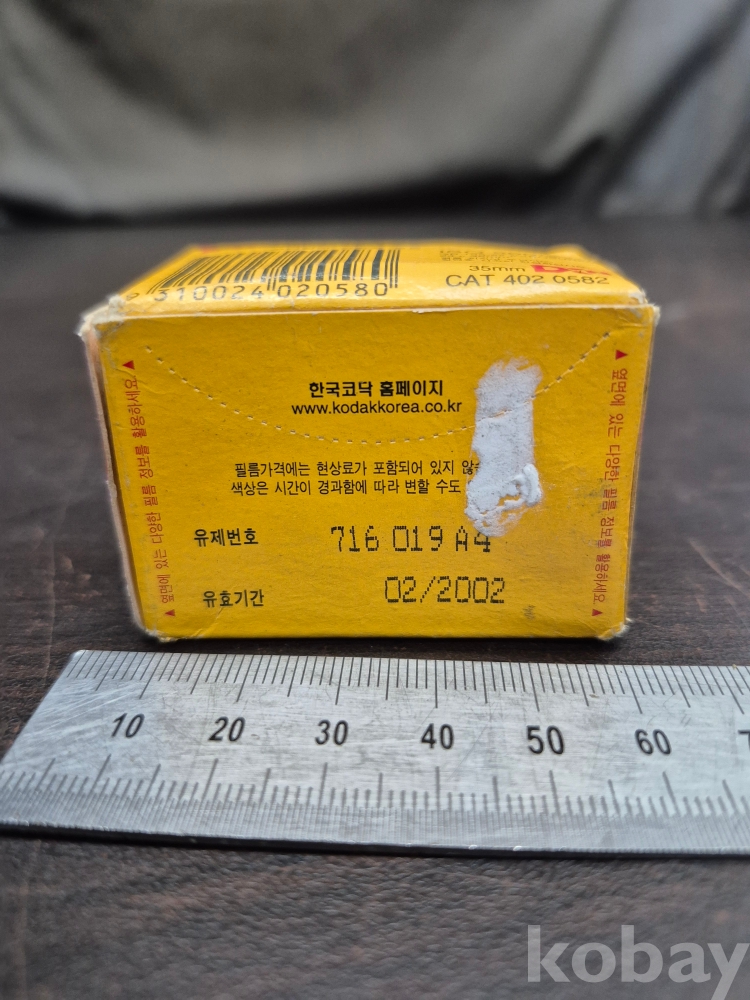 9 310024 020580
35mm
CAT 402 0582
한국코닥 홈페이지
www.kodakkorea.co.kr
필름가격에는 현상료가 포함되어 있지
색상은 시간이 경과함에 따라 변할 수도
유제번호 716 019 A4
유효기간 02/2002
▲ 옆면에 있는 다양한 필름 정보를 활용하세요 ▲
▲ 옆면에 있는 다양한 필름 정보를 활용하세요 ▲
10 20 30 40 50 60
kobay